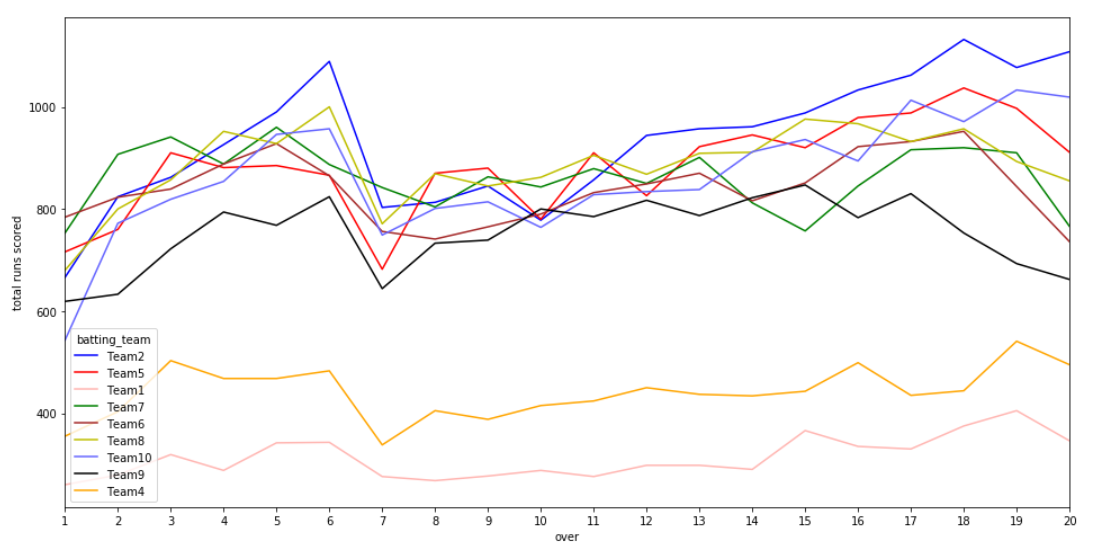 1000
800
600
400
total runs scored
batting_team
Team2
Team5
Team1
Team7
Team6
Team8
Team10
Team9
Team4
1 2 3 4 5 6 7 8 9 10 11 12 13 14 15 16 17 18 19 20
over